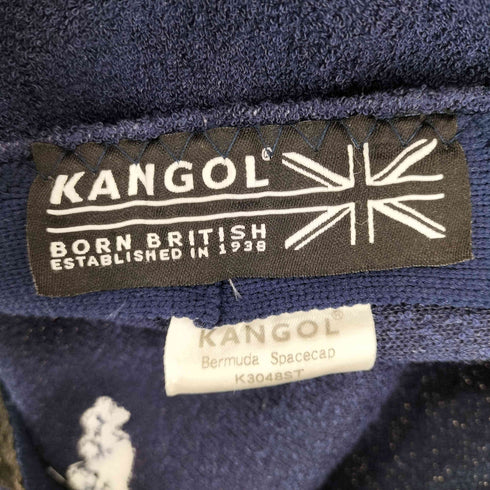 KANGOL®
BORN BRITISH
ESTABLISHED IN 1938
KANGOL®
Bermuda Spacecap
K3048ST